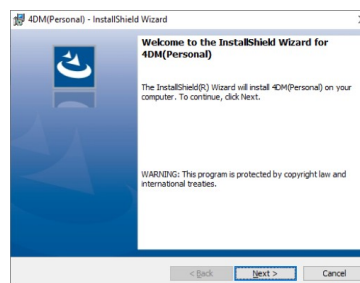 4DM(Personal) - InstallShield Wizard
Welcome to the InstallShield Wizard for
4DM(Personal)
The InstallShield(R) Wizard will install 4DM(Personal) on your
computer. To continue, click Next.
WARNING: This program is protected by copyright law and
international treaties.
< Back
Next >
Cancel